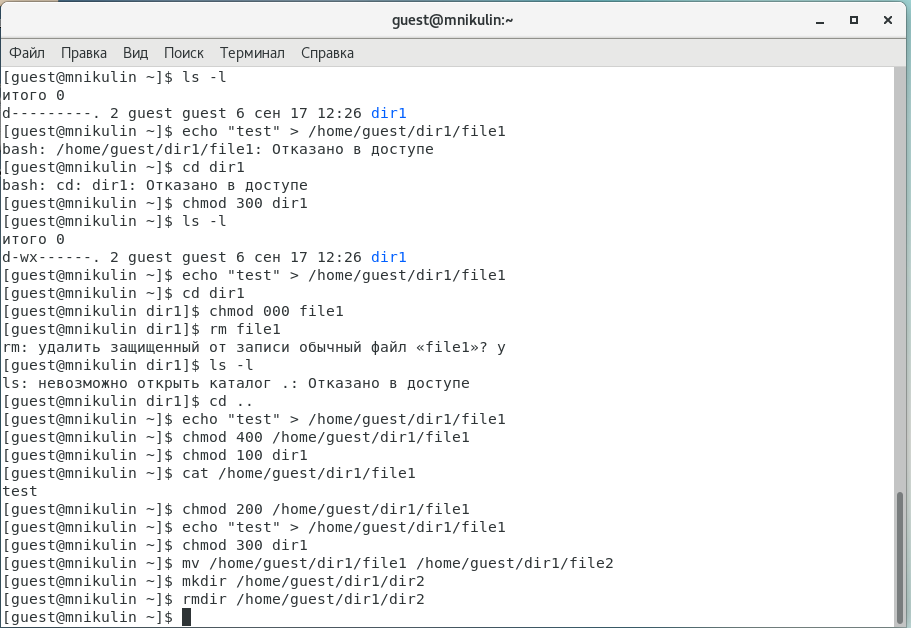 guest@mnikulin:~
Файл Правка Вид Поиск Терминал Справка
[guest@mnikulin ~]$ ls -l
итого 0
d---------. 2 guest guest 6 сен 17 12:26 dir1
[guest@mnikulin ~]$ echo "test" > /home/guest/dir1/file1
bash: /home/guest/dir1/file1: Отказано в доступе
[guest@mnikulin ~]$ cd dir1
bash: cd: dir1: Отказано в доступе
[guest@mnikulin ~]$ chmod 300 dir1
[guest@mnikulin ~]$ ls -l
итого 0
d-wx------. 2 guest guest 6 сен 17 12:26 dir1
[guest@mnikulin ~]$ echo "test" > /home/guest/dir1/file1
[guest@mnikulin ~]$ cd dir1
[guest@mnikulin dir1]$ chmod 000 file1
[guest@mnikulin dir1]$ rm file1
rm: удалить защищенный от записи обычный файл «file1»? y
[guest@mnikulin dir1]$ ls -l
ls: невозможно открыть каталог .: Отказано в доступе
[guest@mnikulin dir1]$ cd ..
[guest@mnikulin ~]$ echo "test" > /home/guest/dir1/file1
[guest@mnikulin ~]$ chmod 400 /home/guest/dir1/file1
[guest@mnikulin ~]$ chmod 100 dir1
[guest@mnikulin ~]$ cat /home/guest/dir1/file1
test
[guest@mnikulin ~]$ chmod 200 /home/guest/dir1/file1
[guest@mnikulin ~]$ echo "test" > /home/guest/dir1/file1
[guest@mnikulin ~]$ chmod 300 dir1
[guest@mnikulin ~]$ mv /home/guest/dir1/file1 /home/guest/dir1/file2
[guest@mnikulin ~]$ mkdir /home/guest/dir1/dir2
[guest@mnikulin ~]$ rmdir /home/guest/dir1/dir2
[guest@mnikulin ~]$